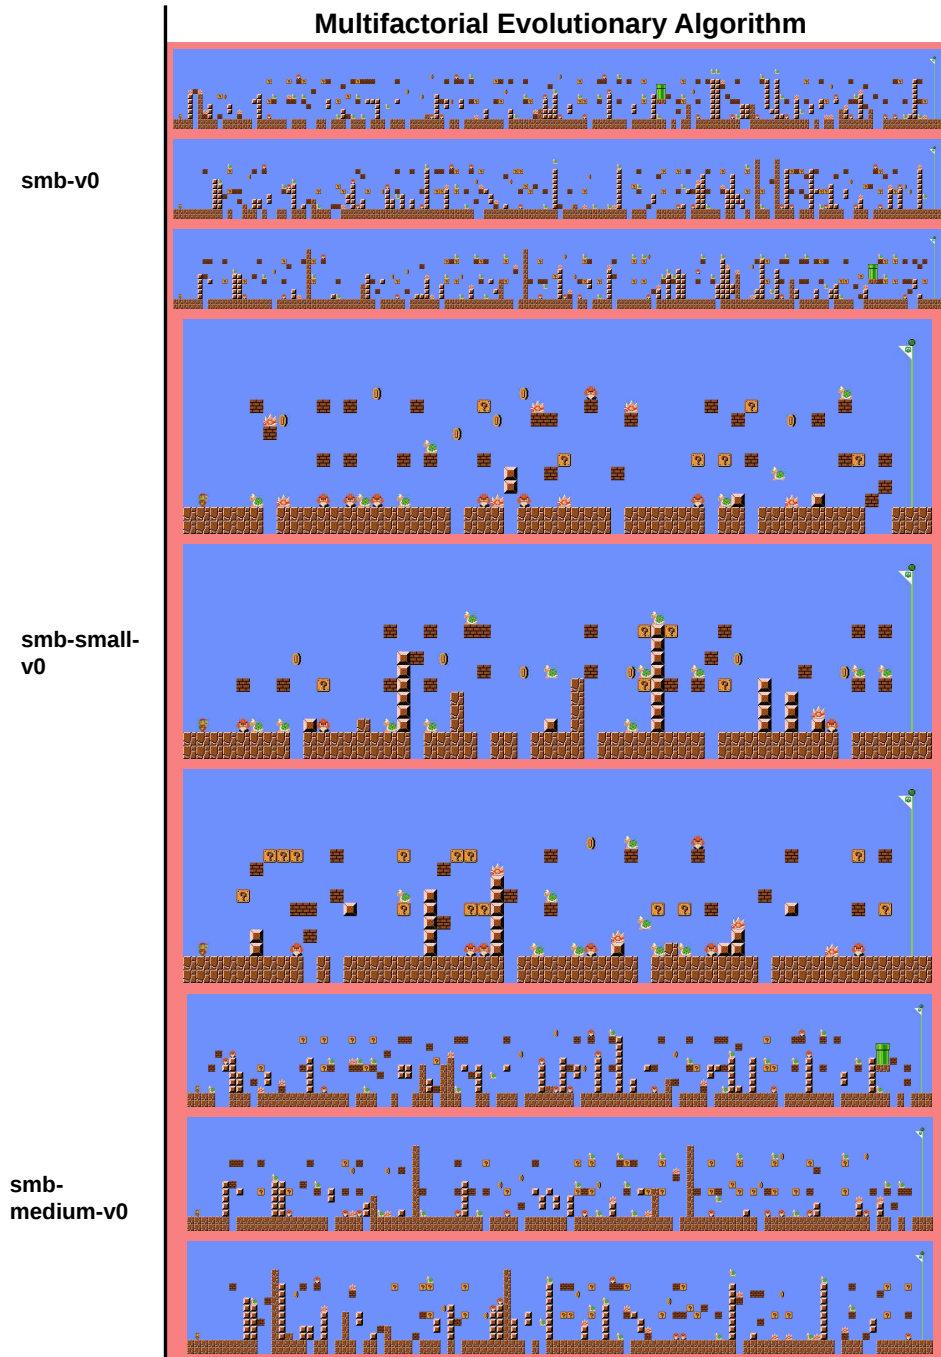 Multifactorial Evolutionary Algorithm
smb-v0
smb-small-
v0
smb-
medium-v0